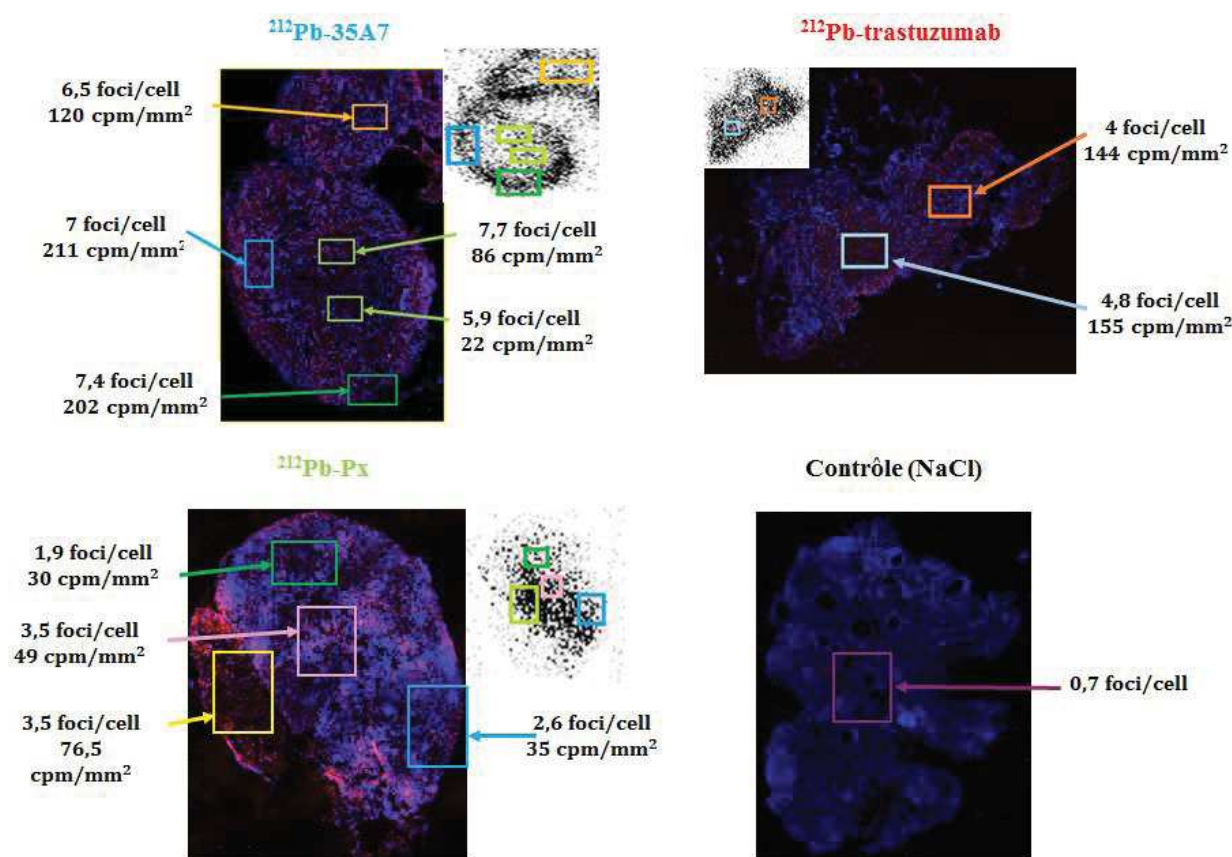 ²¹²Pb-35A7
6,5 foci/cell
120 cpm/mm²
7 foci/cell
211 cpm/mm²
7,4 foci/cell
202 cpm/mm²
7,7 foci/cell
86 cpm/mm²
5,9 foci/cell
22 cpm/mm²
²¹²Pb-trastuzumab
4 foci/cell
144 cpm/mm²
4,8 foci/cell
155 cpm/mm²
²¹²Pb-Px
1,9 foci/cell
30 cpm/mm²
3,5 foci/cell
49 cpm/mm²
3,5 foci/cell
76,5
cpm/mm²
2,6 foci/cell
35 cpm/mm²
Contrôle (NaCl)
0,7 foci/cell